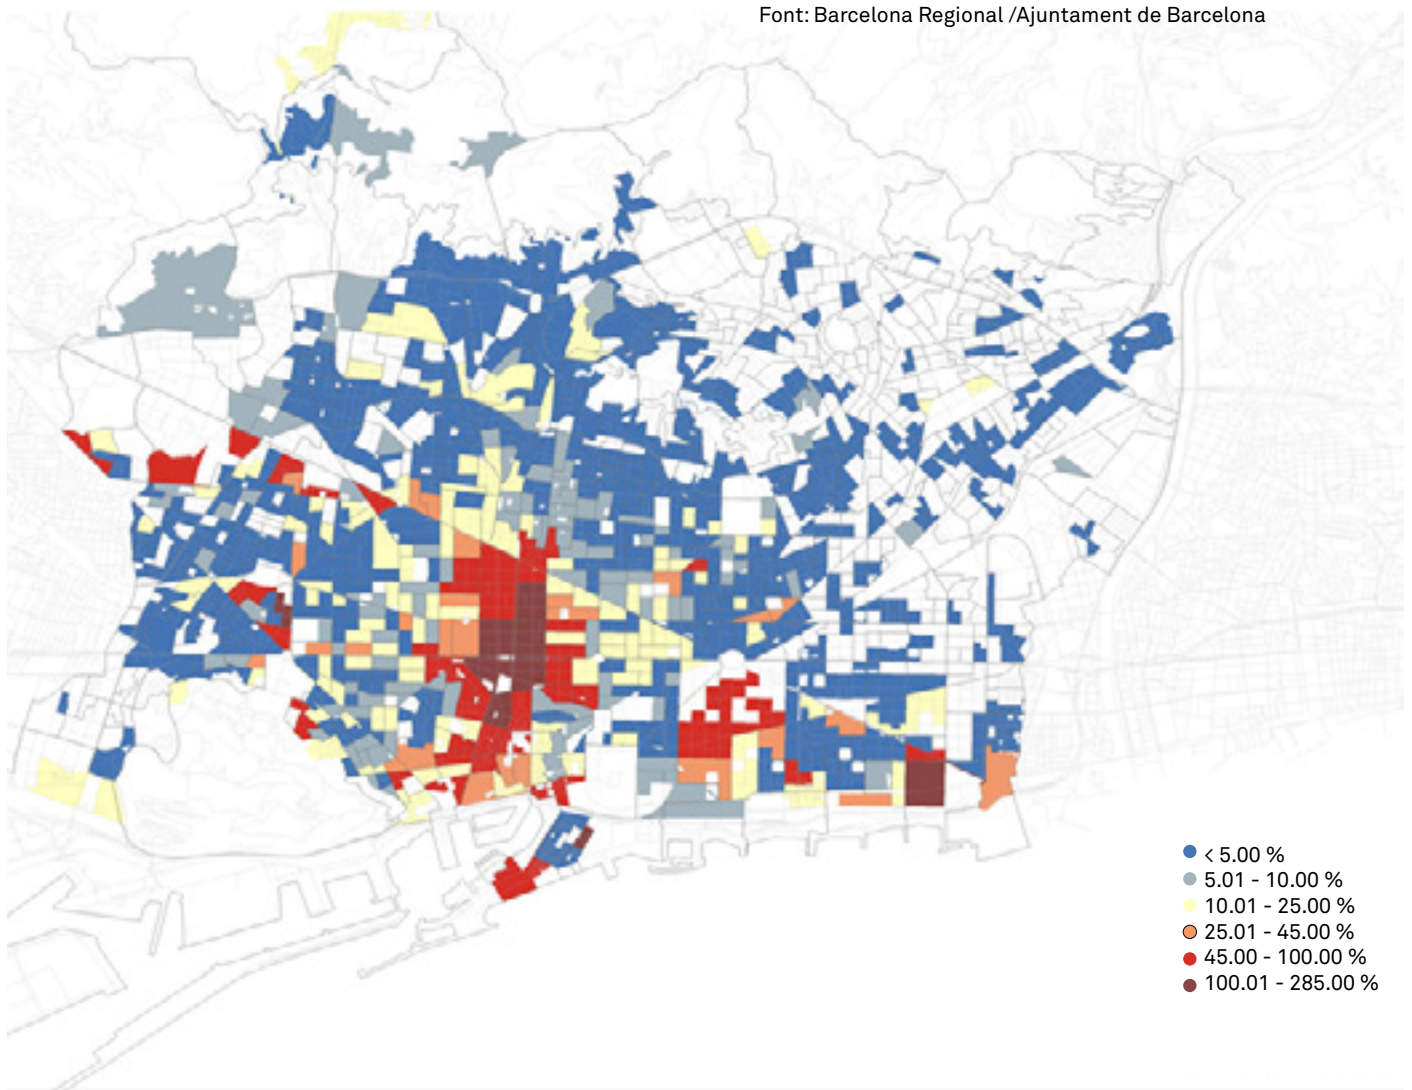 Font: Barcelona Regional /Ajuntament de Barcelona
< 5.00 %
5.01 - 10.00 %
10.01 - 25.00 %
25.01 - 45.00 %
45.00 - 100.00 %
100.01 - 285.00 %